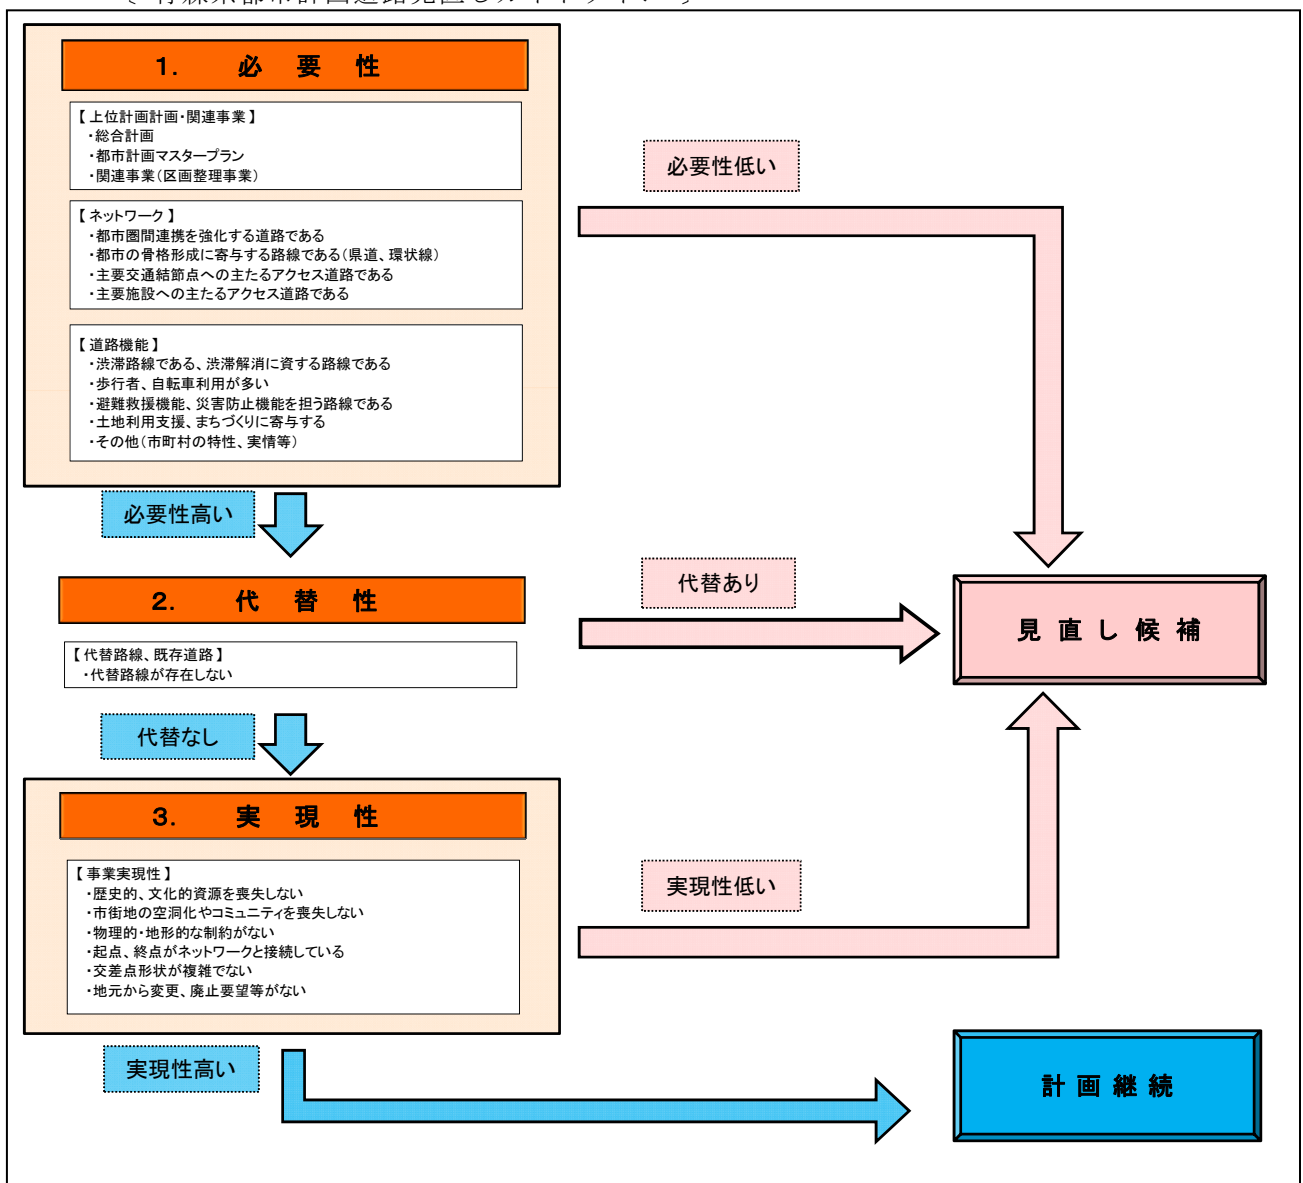 1. 必要性
【上位計画計画・関連事業】
・総合計画
・都市計画マスタープラン
・関連事業(区画整理事業)
【ネットワーク】
・都市圏間連携を強化する道路である
・都市の骨格形成に寄与する路線である(県道、環状線)
・主要交通結節点への主たるアクセス道路である
・主要施設への主たるアクセス道路である
【道路機能】
・渋滞路線である、渋滞解消に資する路線である
・歩行者、自転車利用が多い
・避難救援機能、災害防止機能を担う路線である
・土地利用支援、まちづくりに寄与する
・その他(市町村の特性、実情等)
必要性低い
必要性高い
2. 代替性
【代替路線、既存道路】
・代替路線が存在しない
代替あり
見直し候補
代替なし
3. 実現性
【事業実現性】
・歴史的、文化的資源を喪失しない
・市街地の空洞化やコミュニティを喪失しない
・物理的・地形的な制約がない
・起点、終点がネットワークと接続している
・交差点形状が複雑でない
・地元から変更、廃止要望等がない
実現性低い
実現性高い
計画継続